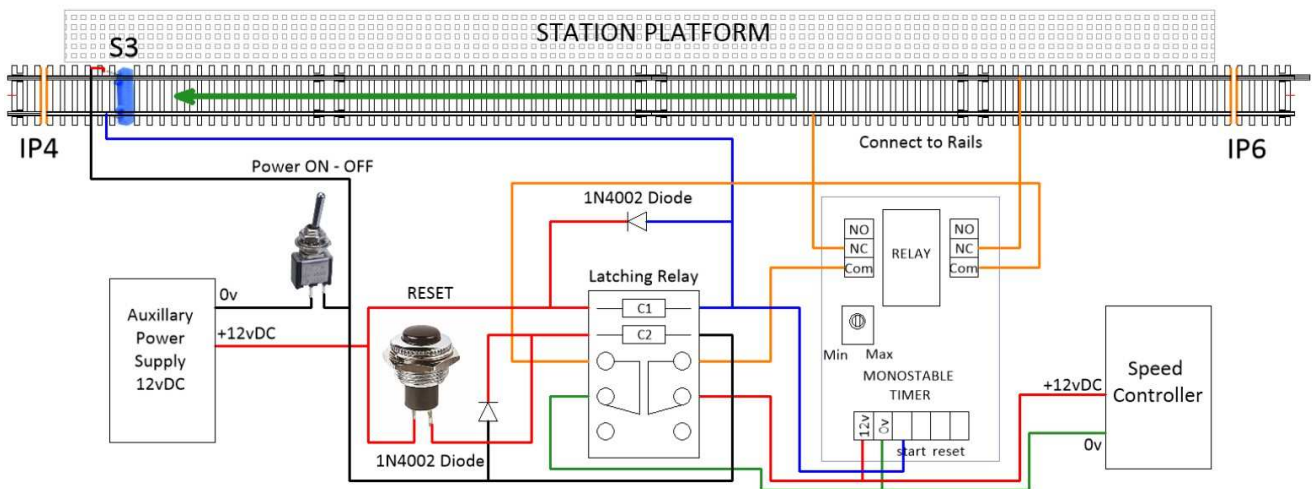 STATION PLATFORM
S3
IP4
IP6
Power ON - OFF
Connect to Rails
1N4002 Diode
NO
NC
Com
RELAY
NO
NC
Com
Latching Relay
C1
C2
RESET
0v
+12vDC
Auxillary
Power
Supply
12vDC
Min
Max
MONOSTABLE
TIMER
12v
0v
start reset
+12vDC
0v
Speed
Controller
1N4002 Diode